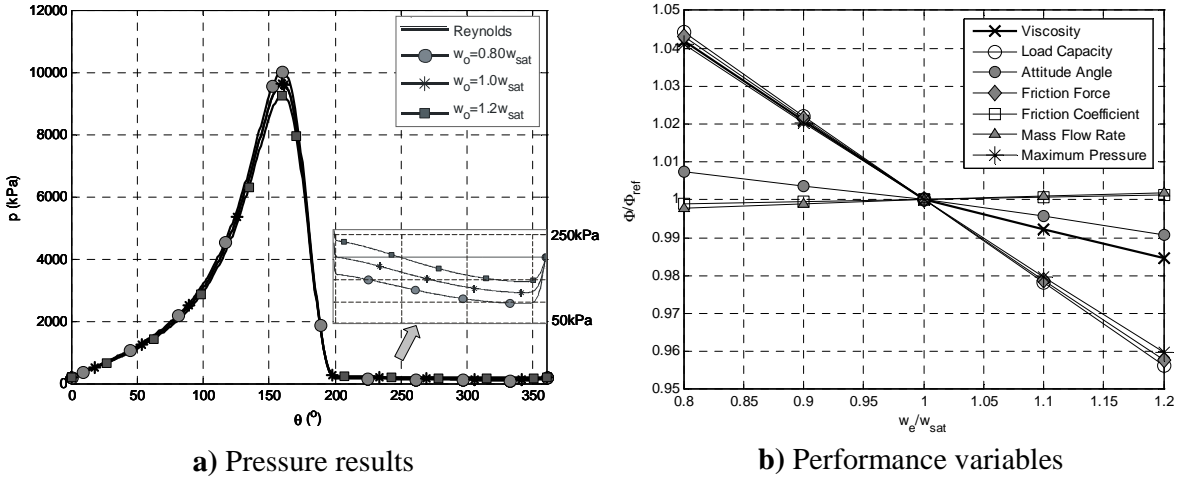 Reynolds
w_o=0.80w_sat
w_o=1.0w_sat
w_o=1.2w_sat
12000
10000
8000
6000
4000
2000
0
p (kPa)
250kPa
50kPa
0
50
100
150
200
250
300
350
θ (º)
a) Pressure results
1.05
1.04
1.03
1.02
1.01
1
0.99
0.98
0.97
0.96
0.95
Φ/Φ_ref
Viscosity
Load Capacity
Attitude Angle
Friction Force
Friction Coefficient
Mass Flow Rate
Maximum Pressure
0.8
0.85
0.9
0.95
1
1.05
1.1
1.15
1.2
w_e/w_sat
b) Performance variables